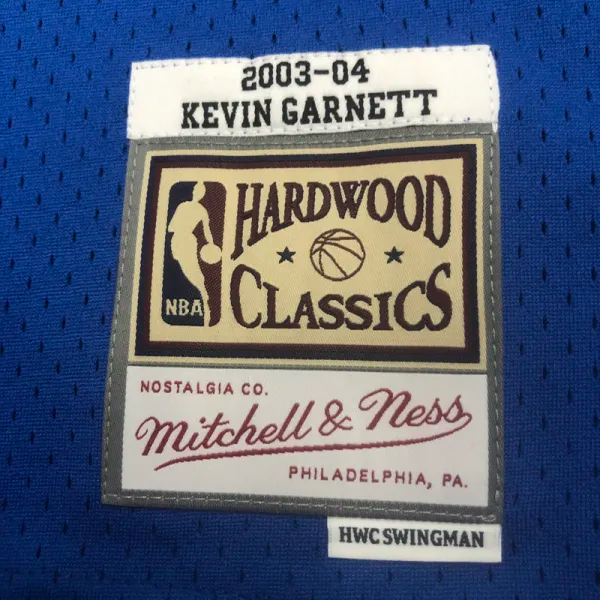 2003-04
KEVIN GARNETT
HARDWOOD
CLASSICS
NBA
NOSTALGIA CO.
Mitchell & Ness
PHILADELPHIA, PA.
HWC SWINGMAN